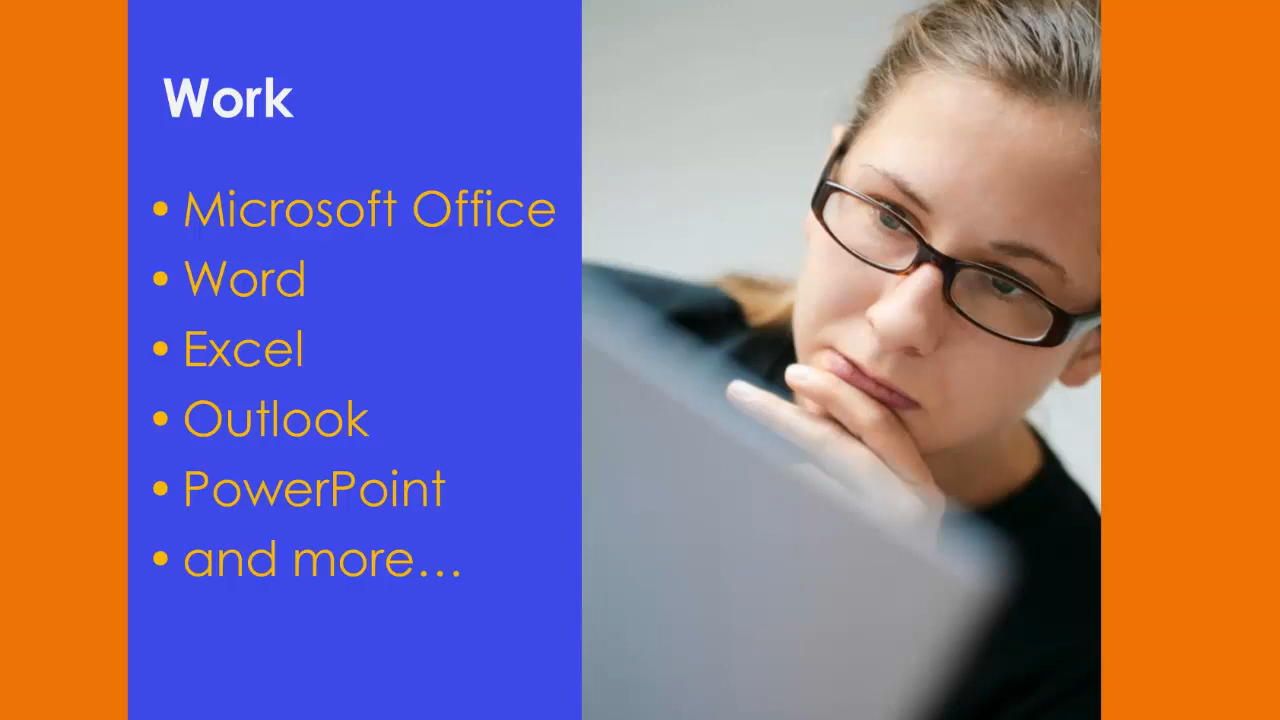 Work
• Microsoft Office
• Word
• Excel
• Outlook
• PowerPoint
• and more…